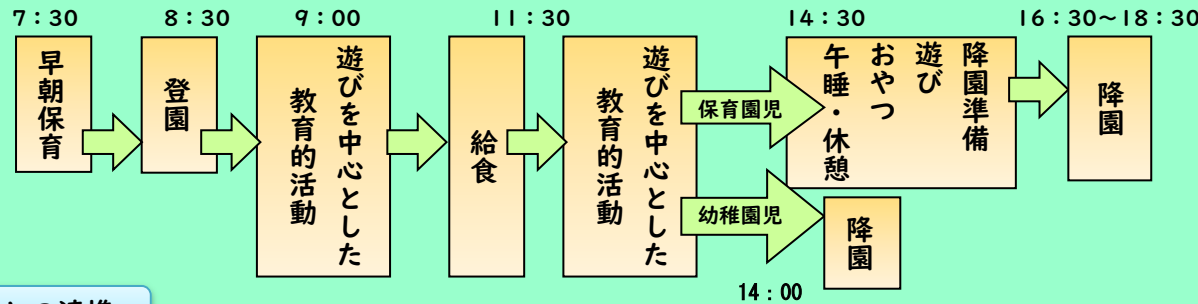 7：30
8：30
9：00
11：30
14：30
16：30～18：30
早朝保育
登園
遊びを中心とした
教育的活動
給食
遊びを中心とした
教育的活動
保育園児
幼稚園児
降園準備
遊び
おやつ
午睡・休憩
降園
降園
14：00
の連携